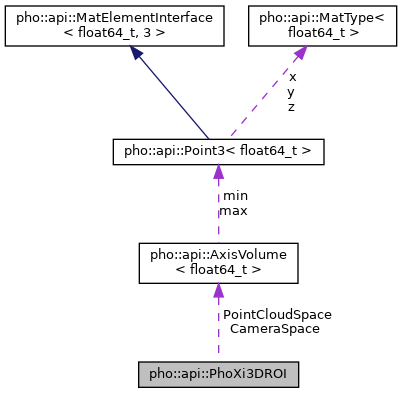 pho::api::MatElementInterface
< float64_t, 3 >
pho::api::MatType<
float64_t >
x
y
z
pho::api::Point3< float64_t >
min
max
pho::api::AxisVolume
< float64_t >
PointCloudSpace
CameraSpace
pho::api::PhoXi3DROI